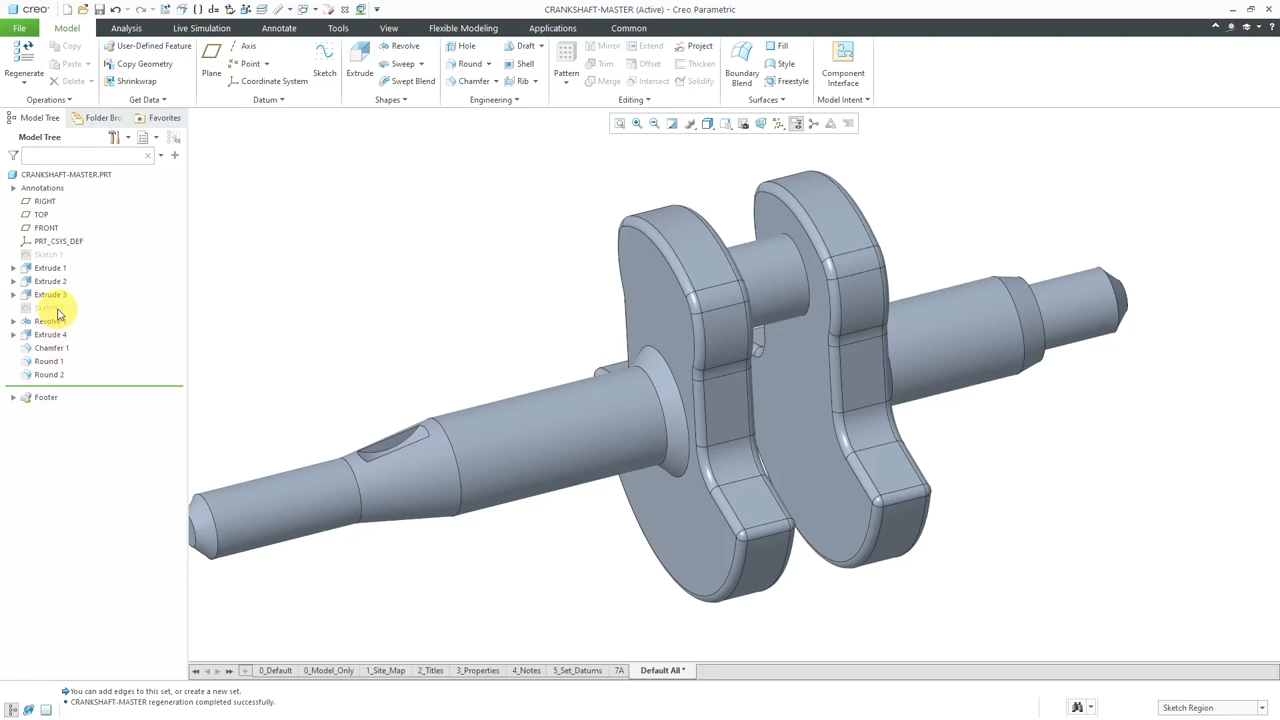 creo
CRANKSHAFT-MASTER (Active) - Creo Parametric
File Model Analysis Live Simulation Annotate Tools View Flexible Modeling Applications Common
Copy User-Defined Feature Axis Revolve Hole Draft Mirror Extend Project Fill
Regenerate Paste Copy Geometry Plane Point Sketch Extrude Sweep Round Shell Pattern Trim Offset Thicken Boundary Blend Style Component Interface
Delete Shrinkwrap Coordinate System Swept Blend Chamfer Rib Merge Intersect Solidify Freestyle
Operations Get Data Datum Shapes Engineering Editing Surfaces Model Intent
Model Tree Folder Bro Favorites
Model Tree
CRANKSHAFT-MASTER.PRT
Annotations
RIGHT
TOP
FRONT
PRT_CSYS_DEF
Sketch 1
Extrude 1
Extrude 2
Extrude 3
Extrude 4
Chamfer 1
Round 1
Round 2
Footer
0_Default 0_Model_Only 1_Site_Map 2_Titles 3_Properties 4_Notes 5_Set_Datums 7A Default All *
You can add edges to this set, or create a new set.
• CRANKSHAFT-MASTER regeneration completed successfully.
Sketch Region